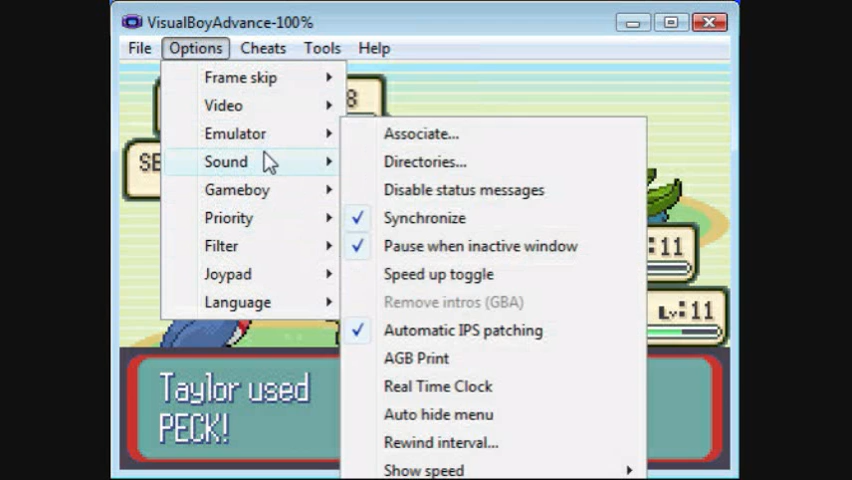 VisualBoyAdvance-100%
File Options Cheats Tools Help
Frame skip
Video
Emulator
Sound
Gameboy
Priority
Filter
Joypad
Language
Associate...
Directories...
Disable status messages
Synchronize
Pause when inactive window
Speed up toggle
Remove intros (GBA)
Automatic IPS patching
AGB Print
Real Time Clock
Auto hide menu
Rewind interval...
Show speed
8
SE
:11
Lv:11
Taylor used
PECK!